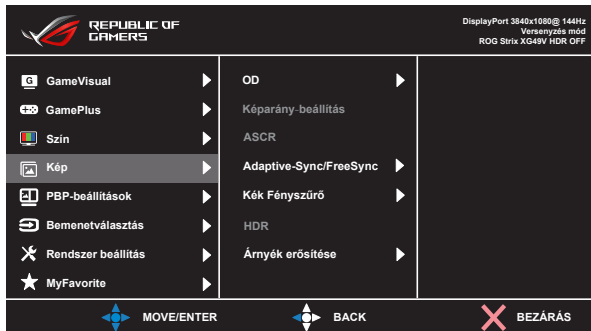 REPUBLIC OF
GAMERS
DisplayPort 3840x1080@ 144Hz
Versenyzés mód
ROG Strix XG49V HDR OFF
G GameVisual
GamePlus
Szín
Kép
PBP-beállítások
Bemenetválasztás
Rendszer beállítás
MyFavorite
OD
Képarány-beállítás
ASCR
Adaptive-Sync/FreeSync
Kék Fényszűrő
HDR
Árnyék erősítése
MOVE/ENTER
BACK
BEZÁRÁS